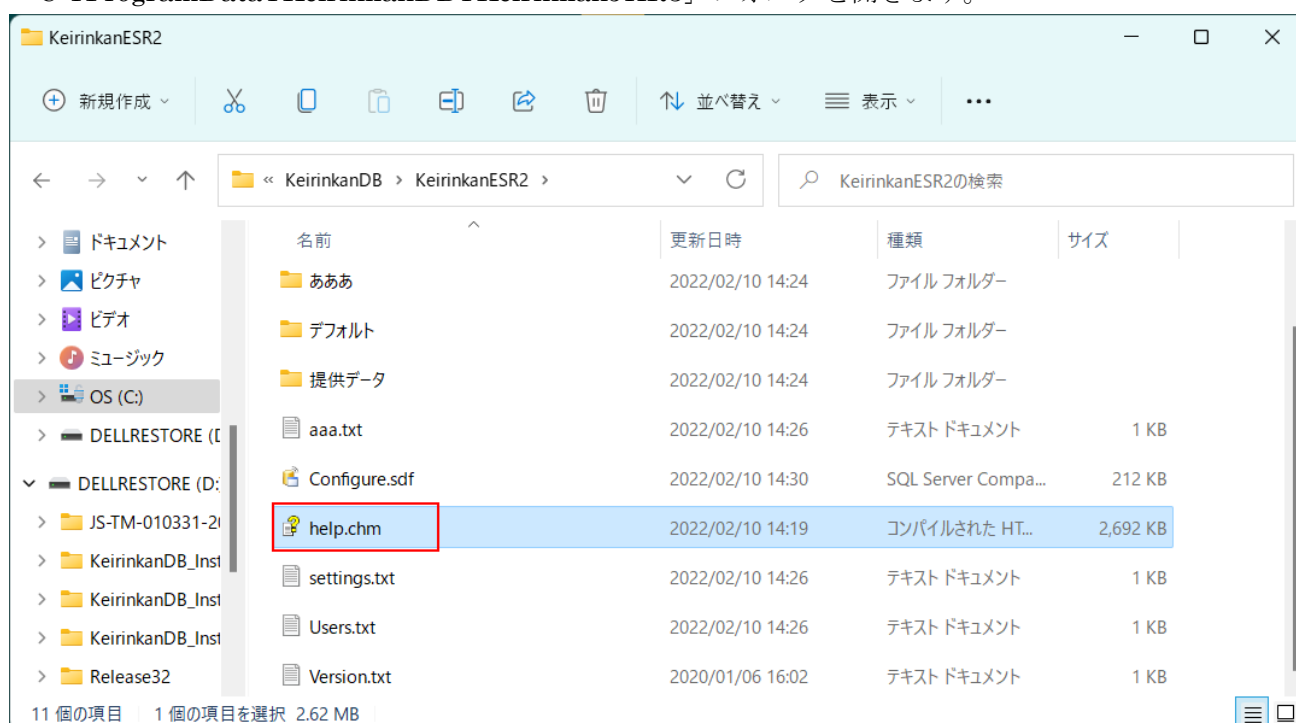 KeirinkanESR2
新規作成
並べ替え
表示
« KeirinkanDB > KeirinkanESR2 >
KeirinkanESR2の検索
名前 更新日時 種類 サイズ
ドキュメント
ピクチャ
ビデオ
ミュージック
OS (C:)
DELLRESTORE (D
DELLRESTORE (D:
JS-TM-010331-20
KeirinkanDB_Inst
KeirinkanDB_Inst
KeirinkanDB_Inst
Release32
あああ 2022/02/10 14:24 ファイル フォルダー
デフォルト 2022/02/10 14:24 ファイル フォルダー
提供データ 2022/02/10 14:24 ファイル フォルダー
aaa.txt 2022/02/10 14:26 テキスト ドキュメント 1 KB
Configure.sdf 2022/02/10 14:30 SQL Server Compa... 212 KB
help.chm 2022/02/10 14:19 コンパイルされた HT... 2,692 KB
settings.txt 2022/02/10 14:26 テキスト ドキュメント 1 KB
Users.txt 2022/02/10 14:26 テキスト ドキュメント 1 KB
Version.txt 2020/01/06 16:02 テキスト ドキュメント 1 KB
11 個の項目 1 個の項目を選択 2.62 MB